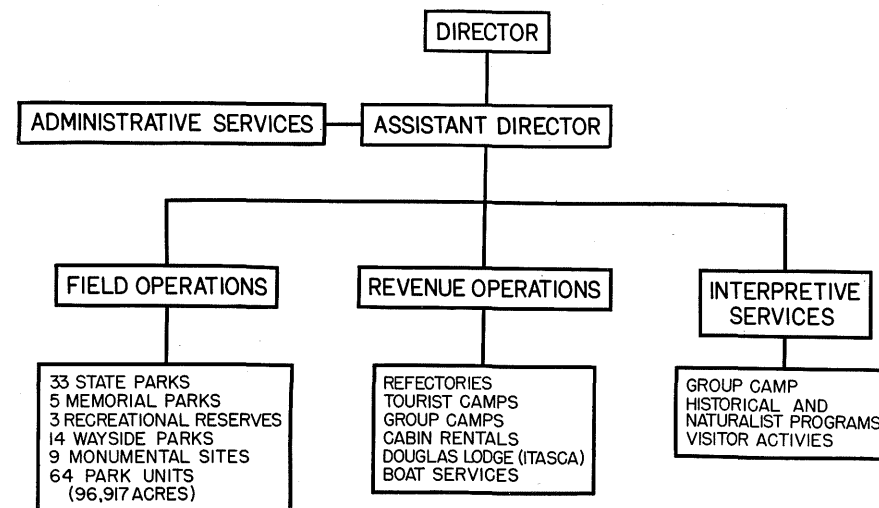 DIRECTOR
ADMINISTRATIVE SERVICES
ASSISTANT DIRECTOR
FIELD OPERATIONS
REVENUE OPERATIONS
INTERPRETIVE
SERVICES
33 STATE PARKS
5 MEMORIAL PARKS
3 RECREATIONAL RESERVES
14 WAYSIDE PARKS
9 MONUMENTAL SITES
64 PARK UNITS
(96,917 ACRES)
REFECTORIES
TOURIST CAMPS
GROUP CAMPS
CABIN RENTALS
DOUGLAS LODGE (ITASCA)
BOAT SERVICES
GROUP CAMP
HISTORICAL AND
NATURALIST PROGRAMS
VISITOR ACTIVIES